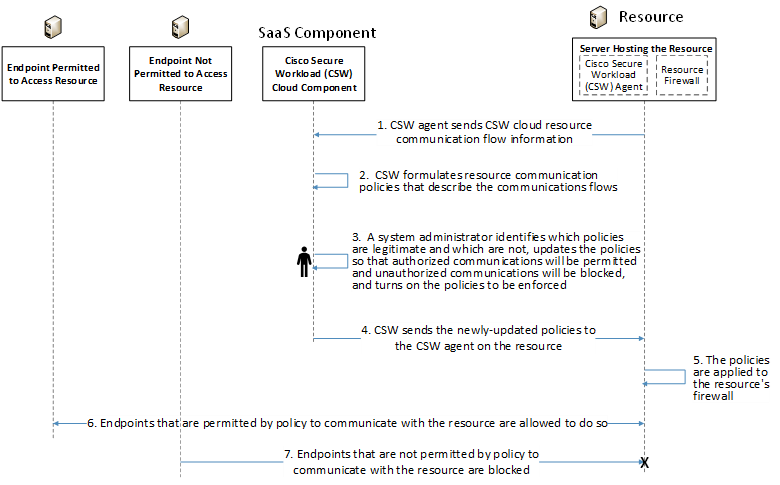 SaaS Component
Resource
Endpoint Permitted
to Access Resource
Endpoint Not
Permitted to Access
Resource
Cisco Secure
Workload (CSW)
Cloud Component
Server Hosting the Resource
Cisco Secure
Workload
(CSW) Agent
Resource
Firewall
1. CSW agent sends CSW cloud resource
communication flow information
2. CSW formulates resource communication
policies that describe the communications flows
3. A system administrator identifies which policies
are legitimate and which are not, updates the policies
so that authorized communications will be permitted
and unauthorized communications will be blocked,
and turns on the policies to be enforced
4. CSW sends the newly-updated policies to
the CSW agent on the resource
5. The policies
are applied to
the resource's
firewall
6. Endpoints that are permitted by policy to communicate with the resource are allowed to do so
7. Endpoints that are not permitted by policy to
communicate with the resource are blocked
X